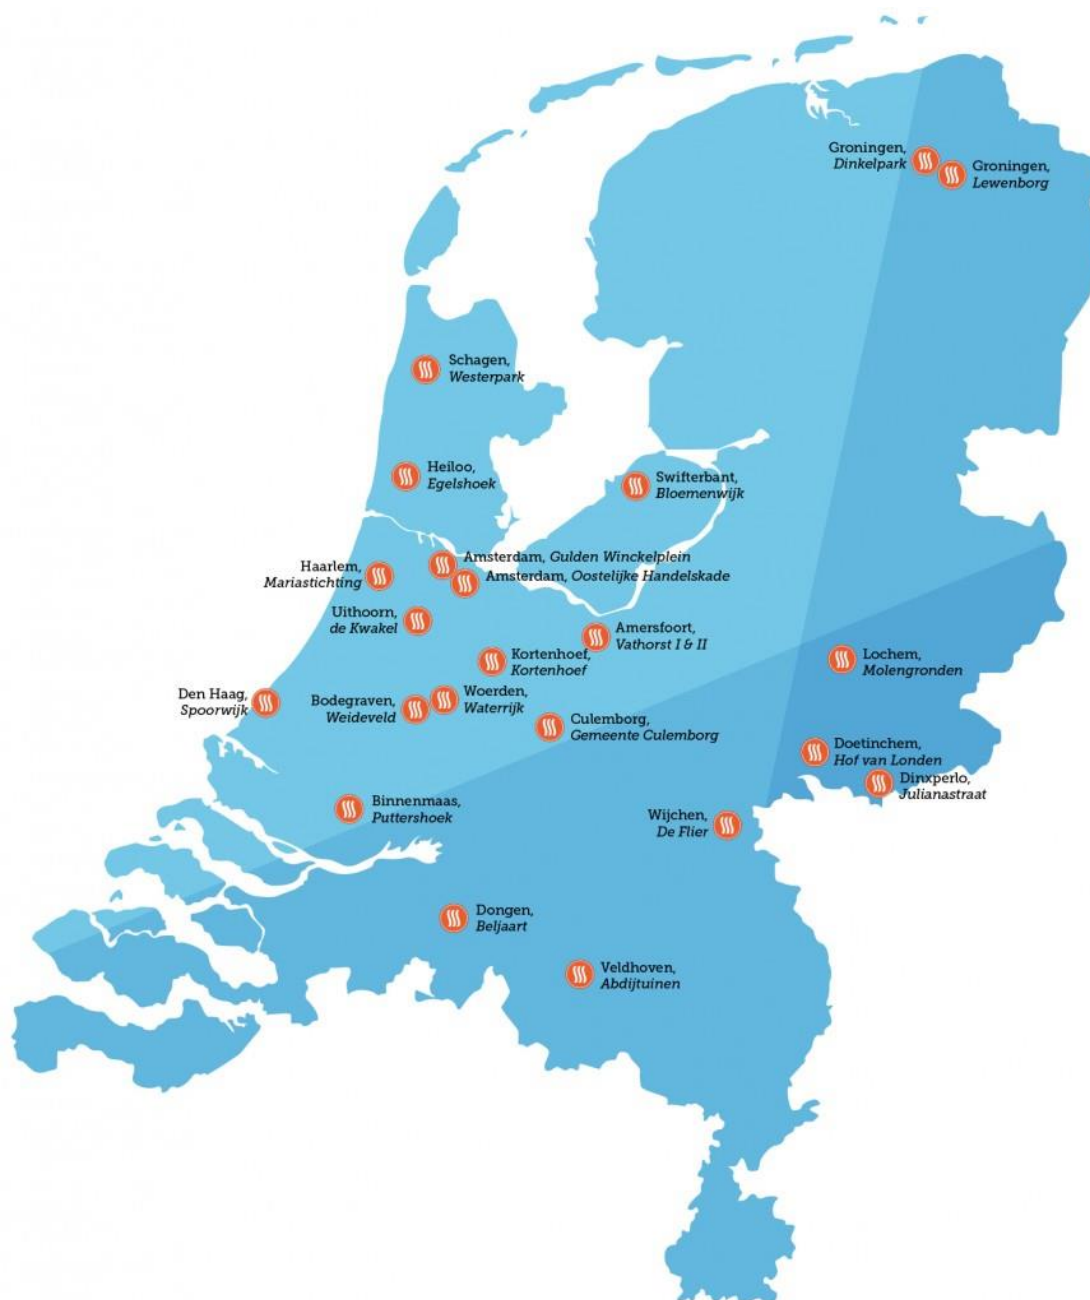 Groningen,
Dinkelpark
Groningen,
Lewenborg
Schagen,
Westerpark
Heiloo,
Egelshoek
Swifterbant,
Bloemenwijk
Amsterdam, Gulden Winckelplein
Amsterdam, Oostelijke Handelskade
Haarlem,
Mariastichting
Uithoorn,
de Kwakel
Amersfoort,
Vathorst I & II
Kortenhoef,
Kortenhoef
Lochem,
Molengronden
Den Haag,
Spoorwijk
Bodegraven,
Weideveld
Woerden,
Waterrijk
Culemborg,
Gemeente Culemborg
Doetinchem,
Hof van Londen
Dinxperlo,
Julianastraat
Binnenmaas,
Puttershoek
Wijchen,
De Flier
Dongen,
Beljaart
Veldhoven,
Abdijtuinen